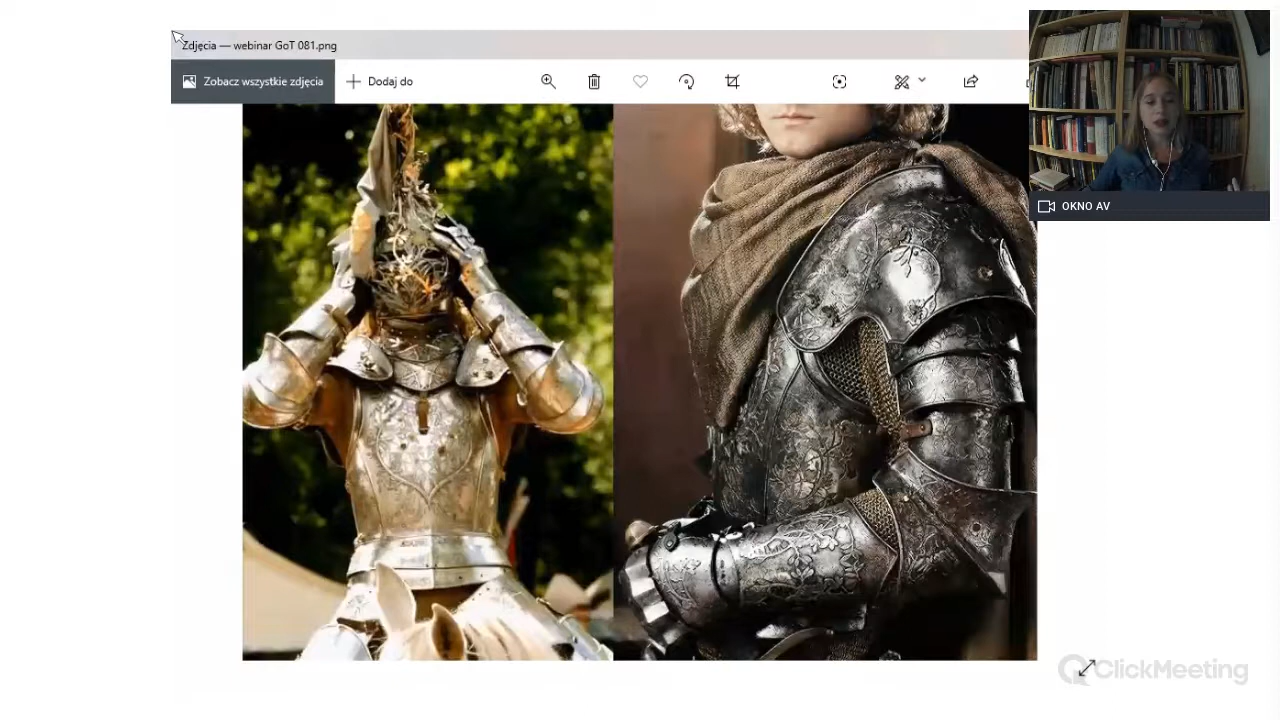 Zdjęcia — webinar GoT 081.png
Zobacz wszystkie zdjęcia
Dodaj do
OKNO AV
ClickMeeting